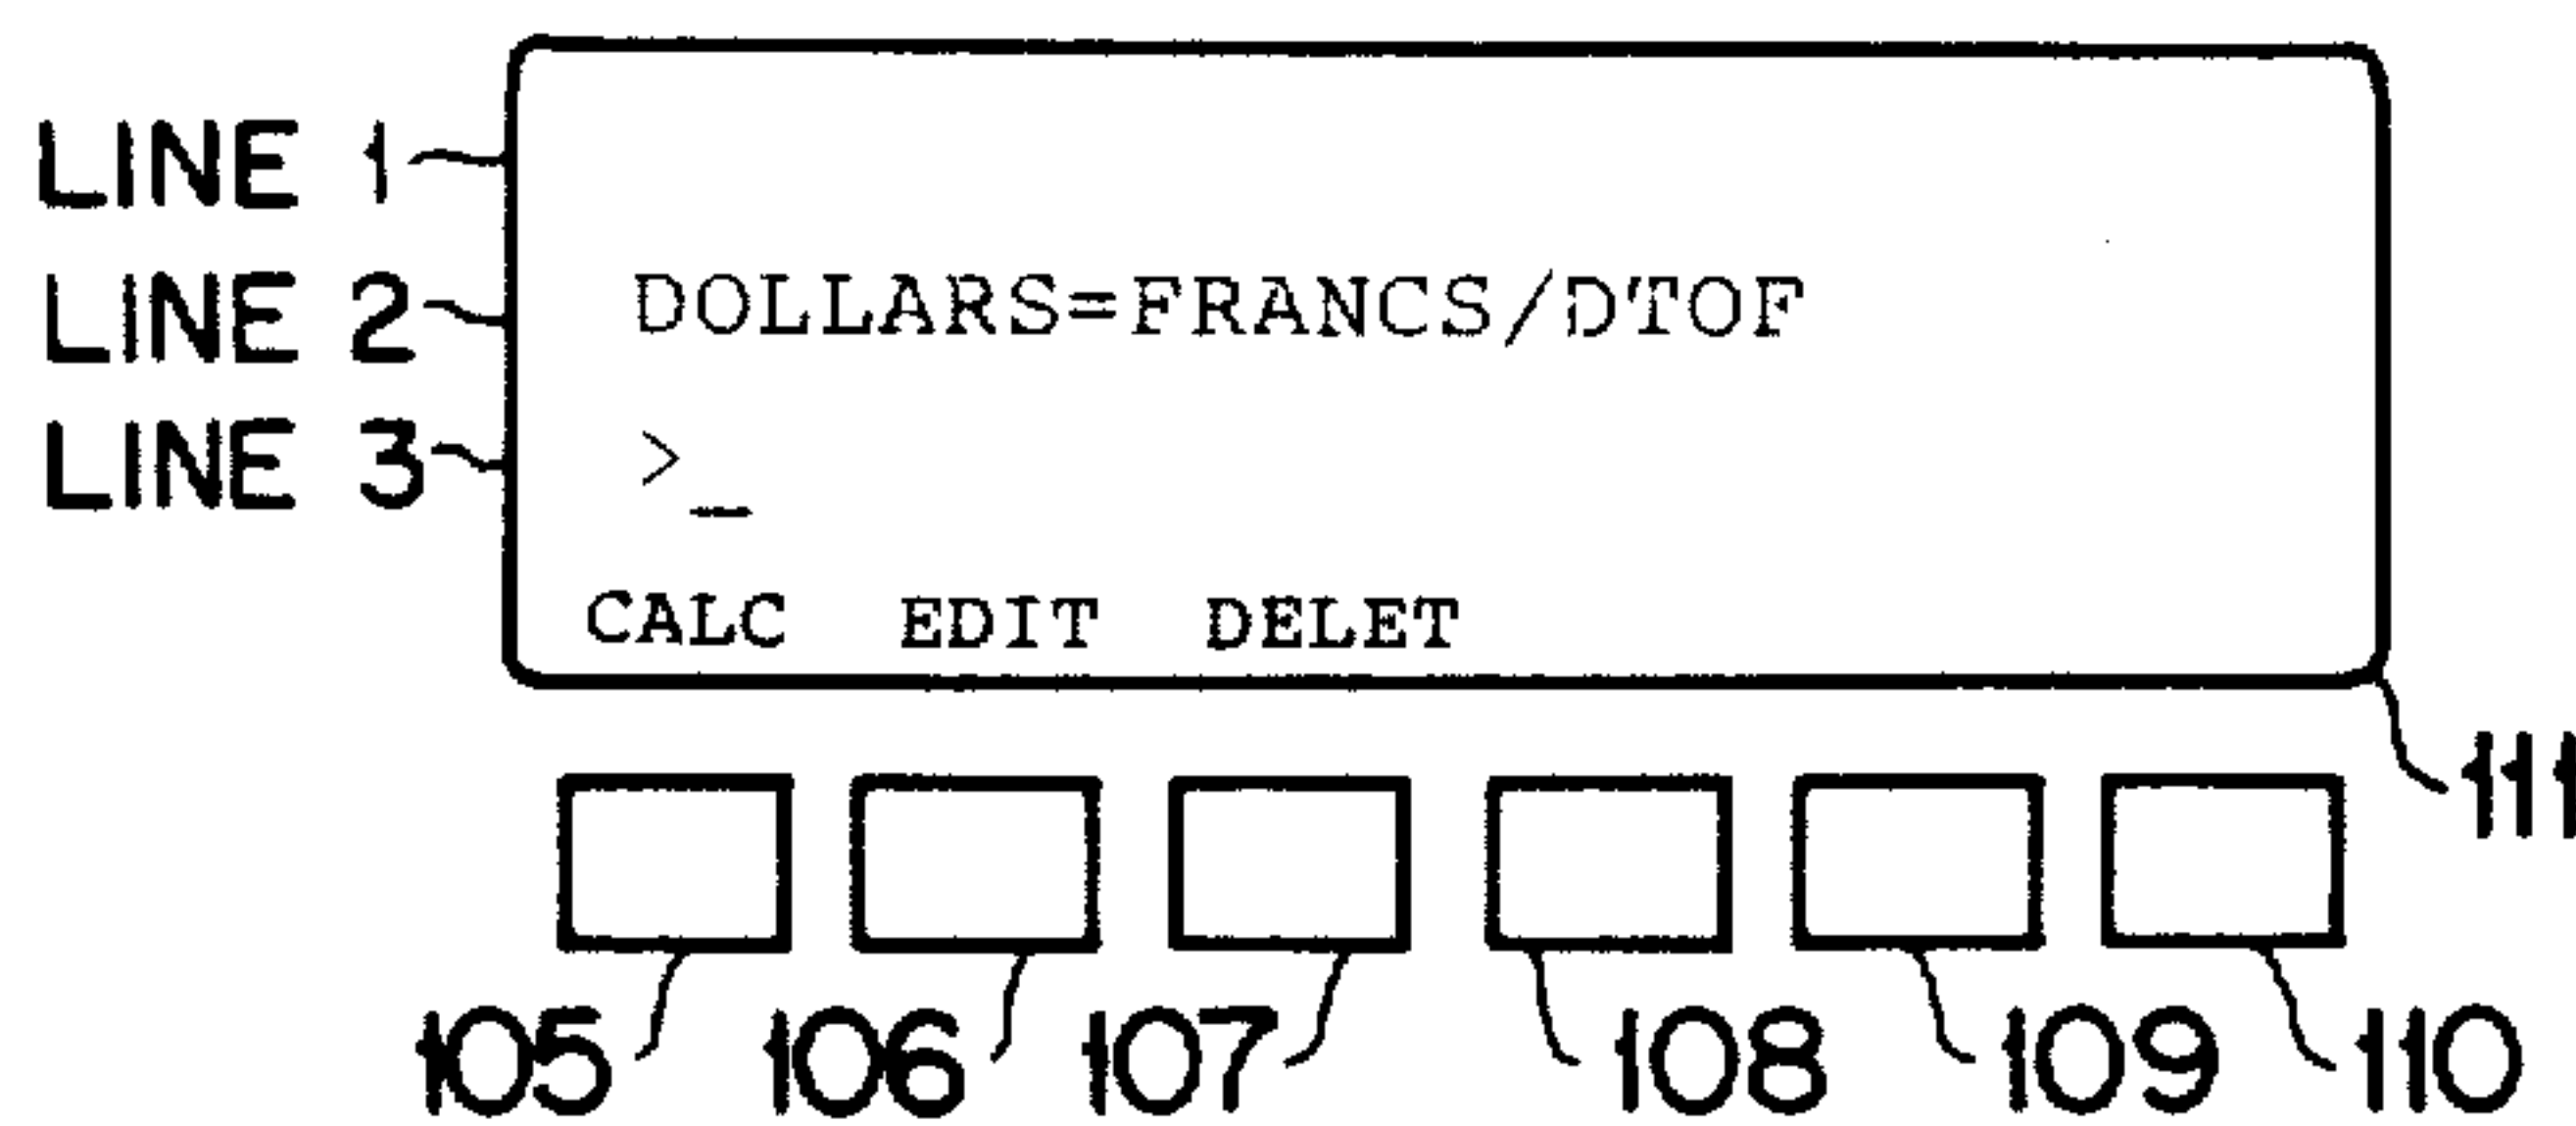 LINE 1
LINE 2 DOLLARS=FRANCS/DTOF
LINE 3 >_
CALC EDIT DELET
111
105 106 107 108 109 110